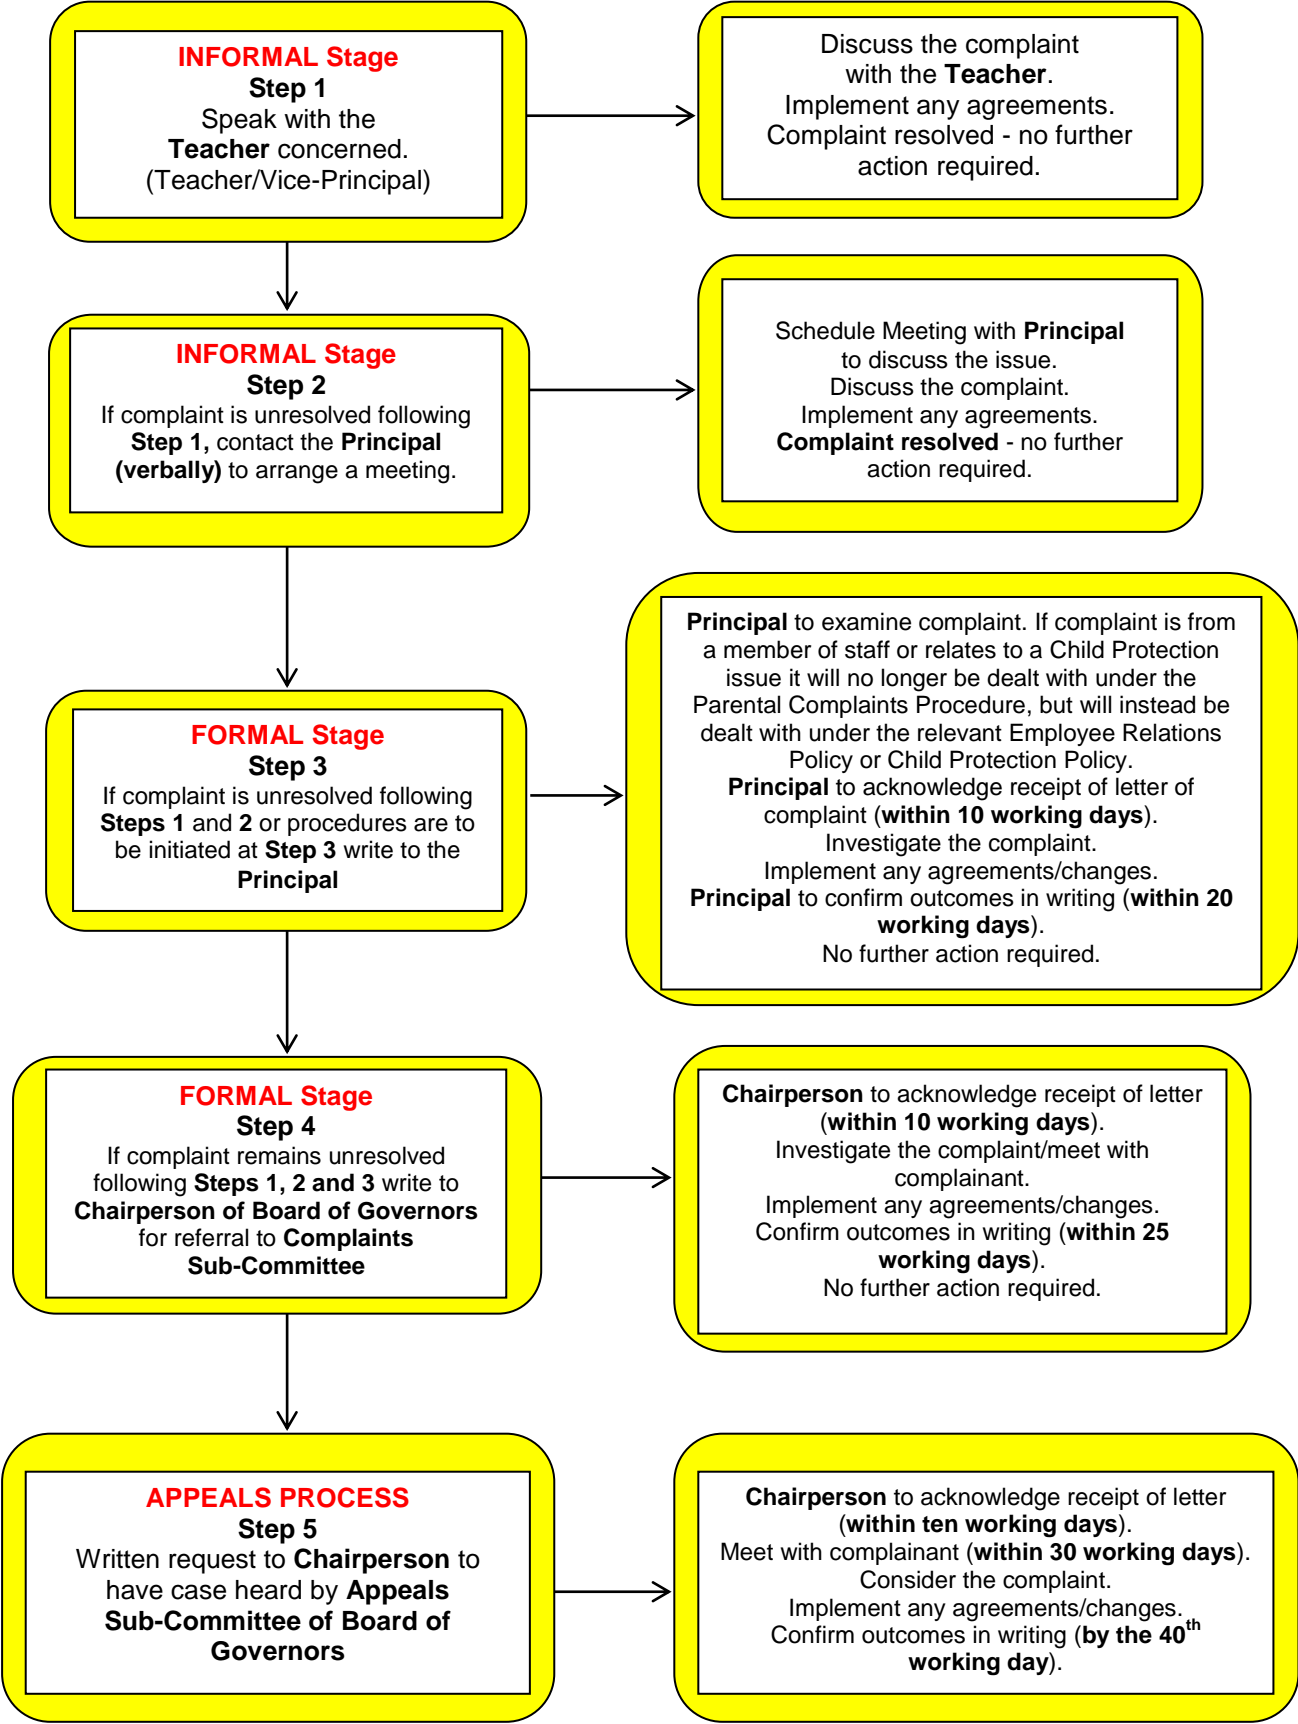 INFORMAL Stage
Step 1
Speak with the
Teacher concerned.
(Teacher/Vice-Principal)
Discuss the complaint
with the Teacher.
Implement any agreements.
Complaint resolved - no further
action required.
INFORMAL Stage
Step 2
If complaint is unresolved following
Step 1, contact the Principal
(verbally) to arrange a meeting.
Schedule Meeting with Principal
to discuss the issue.
Discuss the complaint.
Implement any agreements.
Complaint resolved - no further
action required.
FORMAL Stage
Step 3
If complaint is unresolved following
Steps 1 and 2 or procedures are to
be initiated at Step 3 write to the
Principal
Principal to examine complaint. If complaint is from
a member of staff or relates to a Child Protection
issue it will no longer be dealt with under the
Parental Complaints Procedure, but will instead be
dealt with under the relevant Employee Relations
Policy or Child Protection Policy.
Principal to acknowledge receipt of letter of
complaint (within 10 working days).
Investigate the complaint.
Implement any agreements/changes.
Principal to confirm outcomes in writing (within 20
working days).
No further action required.
FORMAL Stage
Step 4
If complaint remains unresolved
following Steps 1, 2 and 3 write to
Chairperson of Board of Governors
for referral to Complaints
Sub-Committee
Chairperson to acknowledge receipt of letter
(within 10 working days).
Investigate the complaint/meet with
complainant.
Implement any agreements/changes.
Confirm outcomes in writing (within 25
working days).
No further action required.
APPEALS PROCESS
Step 5
Written request to Chairperson to
have case heard by Appeals
Sub-Committee of Board of
Governors
Chairperson to acknowledge receipt of letter
(within ten working days).
Meet with complainant (within 30 working days).
Consider the complaint.
Implement any agreements/changes.
Confirm outcomes in writing (by the 40th
working day).